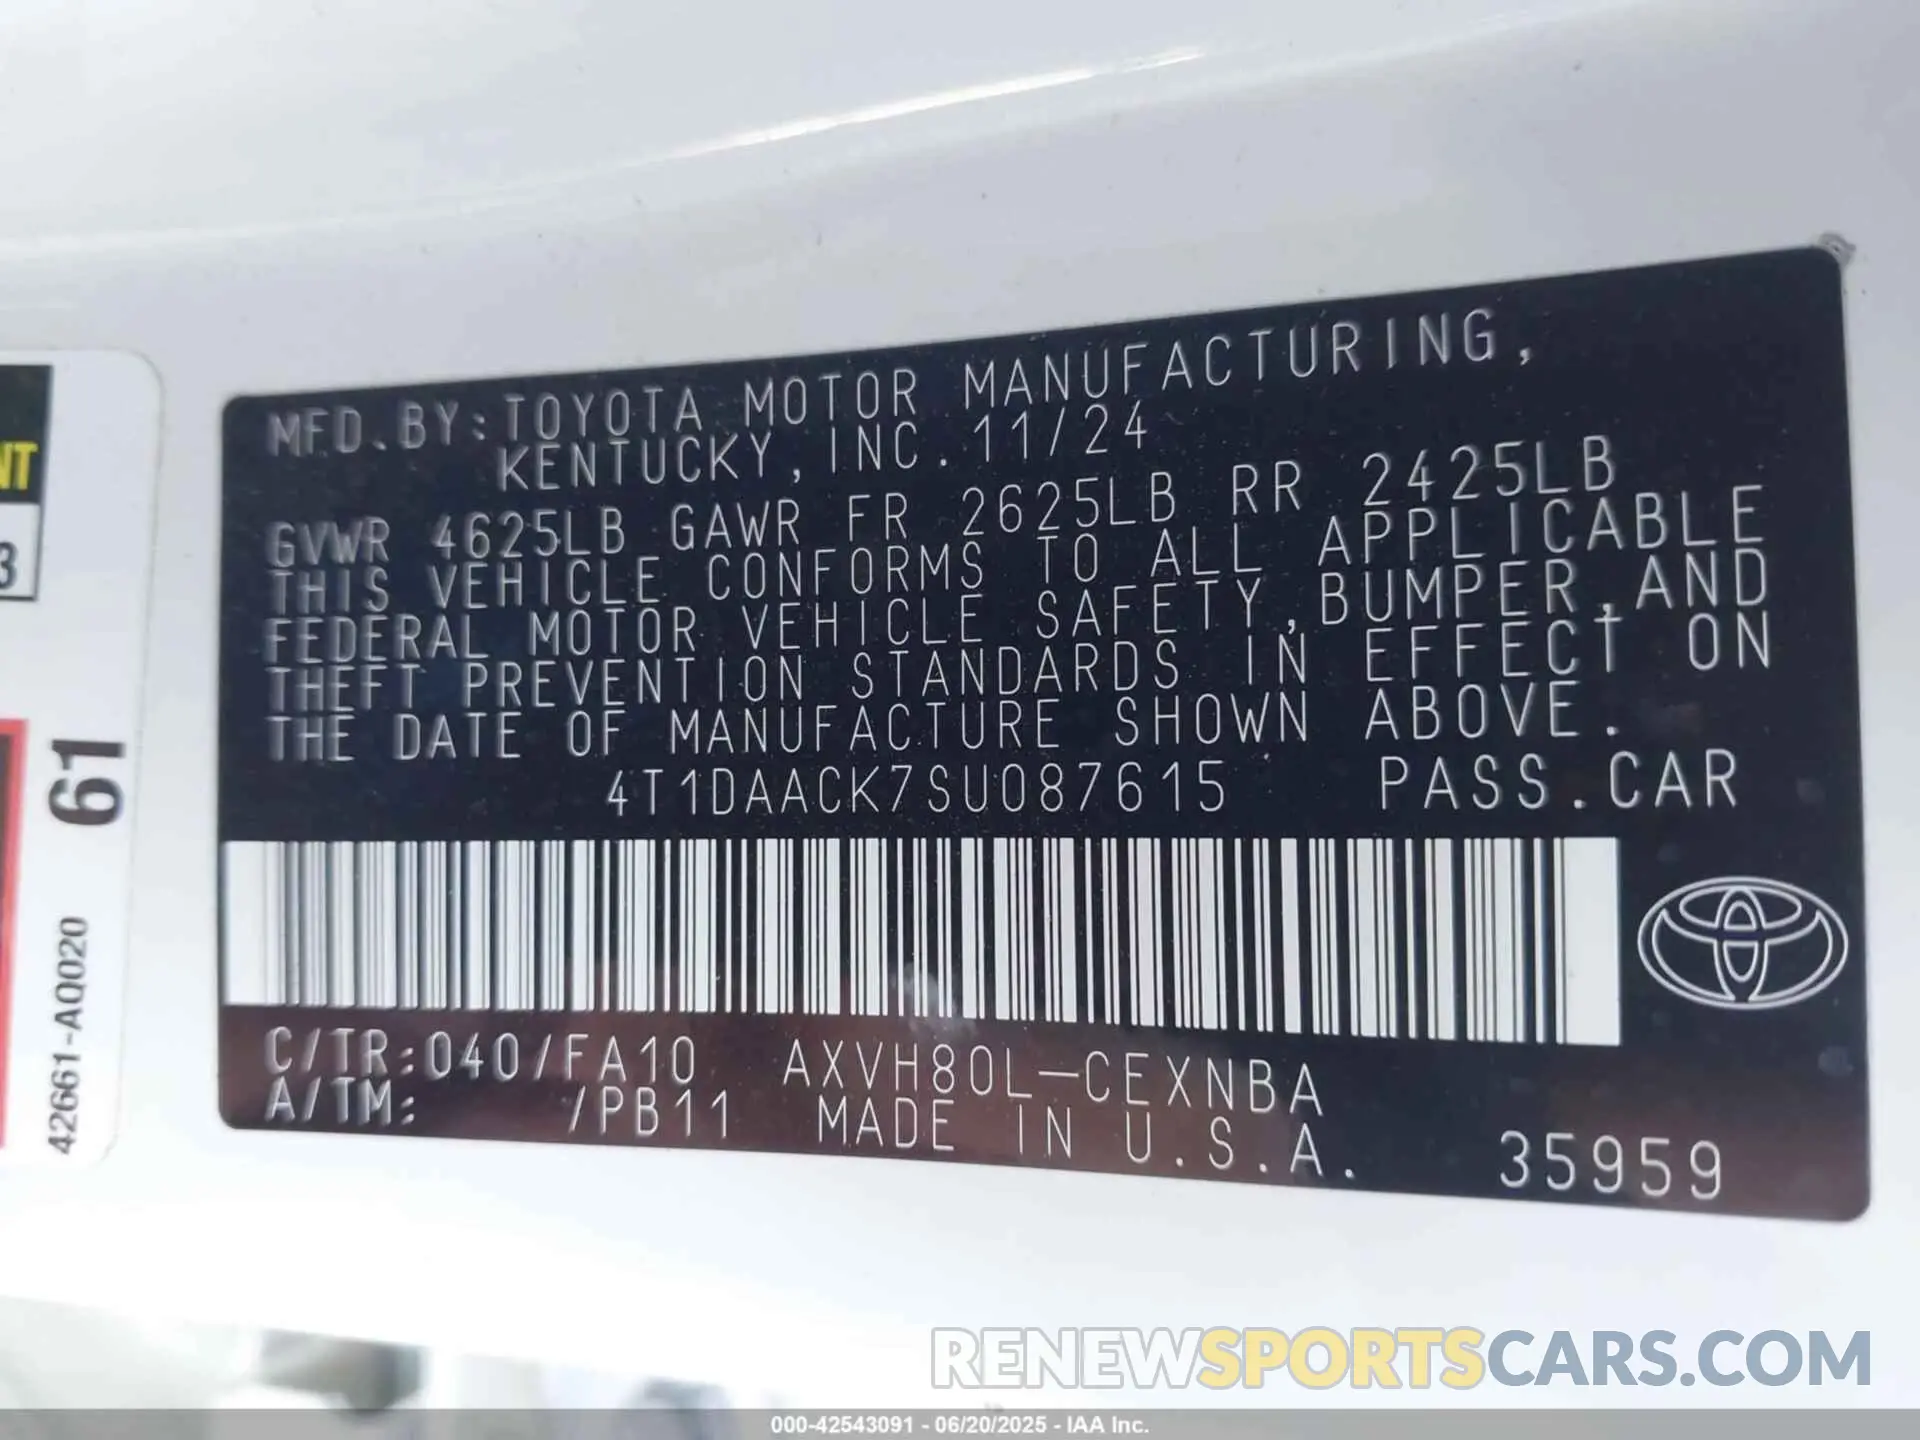 NT
3
61
42661-AQ020
MFD.BY:TOYOTA MOTOR MANUFACTURING,
KENTUCKY, INC. 11/24
GVWR 4625LB GAWR FR 2625LB RR 2425LB
THIS VEHICLE CONFORMS TO ALL APPLICABLE
FEDERAL MOTOR VEHICLE SAFETY, BUMPER, AND
THEFT PREVENTION STANDARDS IN EFFECT ON
THE DATE OF MANUFACTURE SHOWN ABOVE.
4T1DAACK7SU087615 PASS.CAR
C/TR:040/FA10 AXVH80L-CEXNBA
A/TM: /PB11 MADE IN U.S.A. 35959
RENEWSPORTSCARS.COM
000-42543091 - 06/20/2025 - IAA Inc.